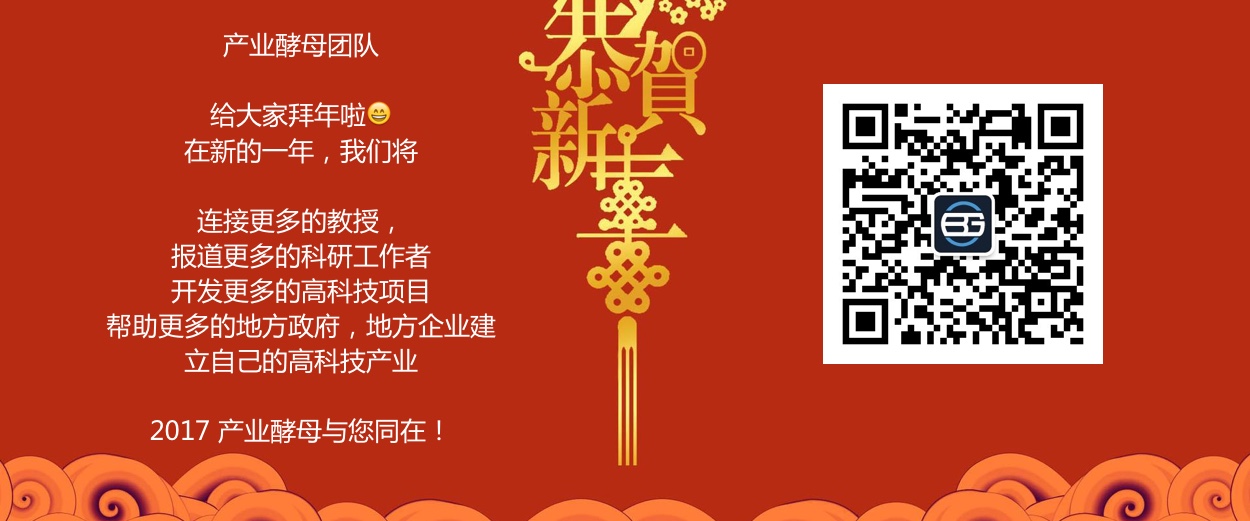 产业酵母团队
给大家拜年啦😄
在新的一年，我们将
连接更多的教授，
报道更多的科研工作者
开发更多的高科技项目
帮助更多的地方政府，地方企业建
立自己的高科技产业
2017 产业酵母与您同在！
恭賀
新年